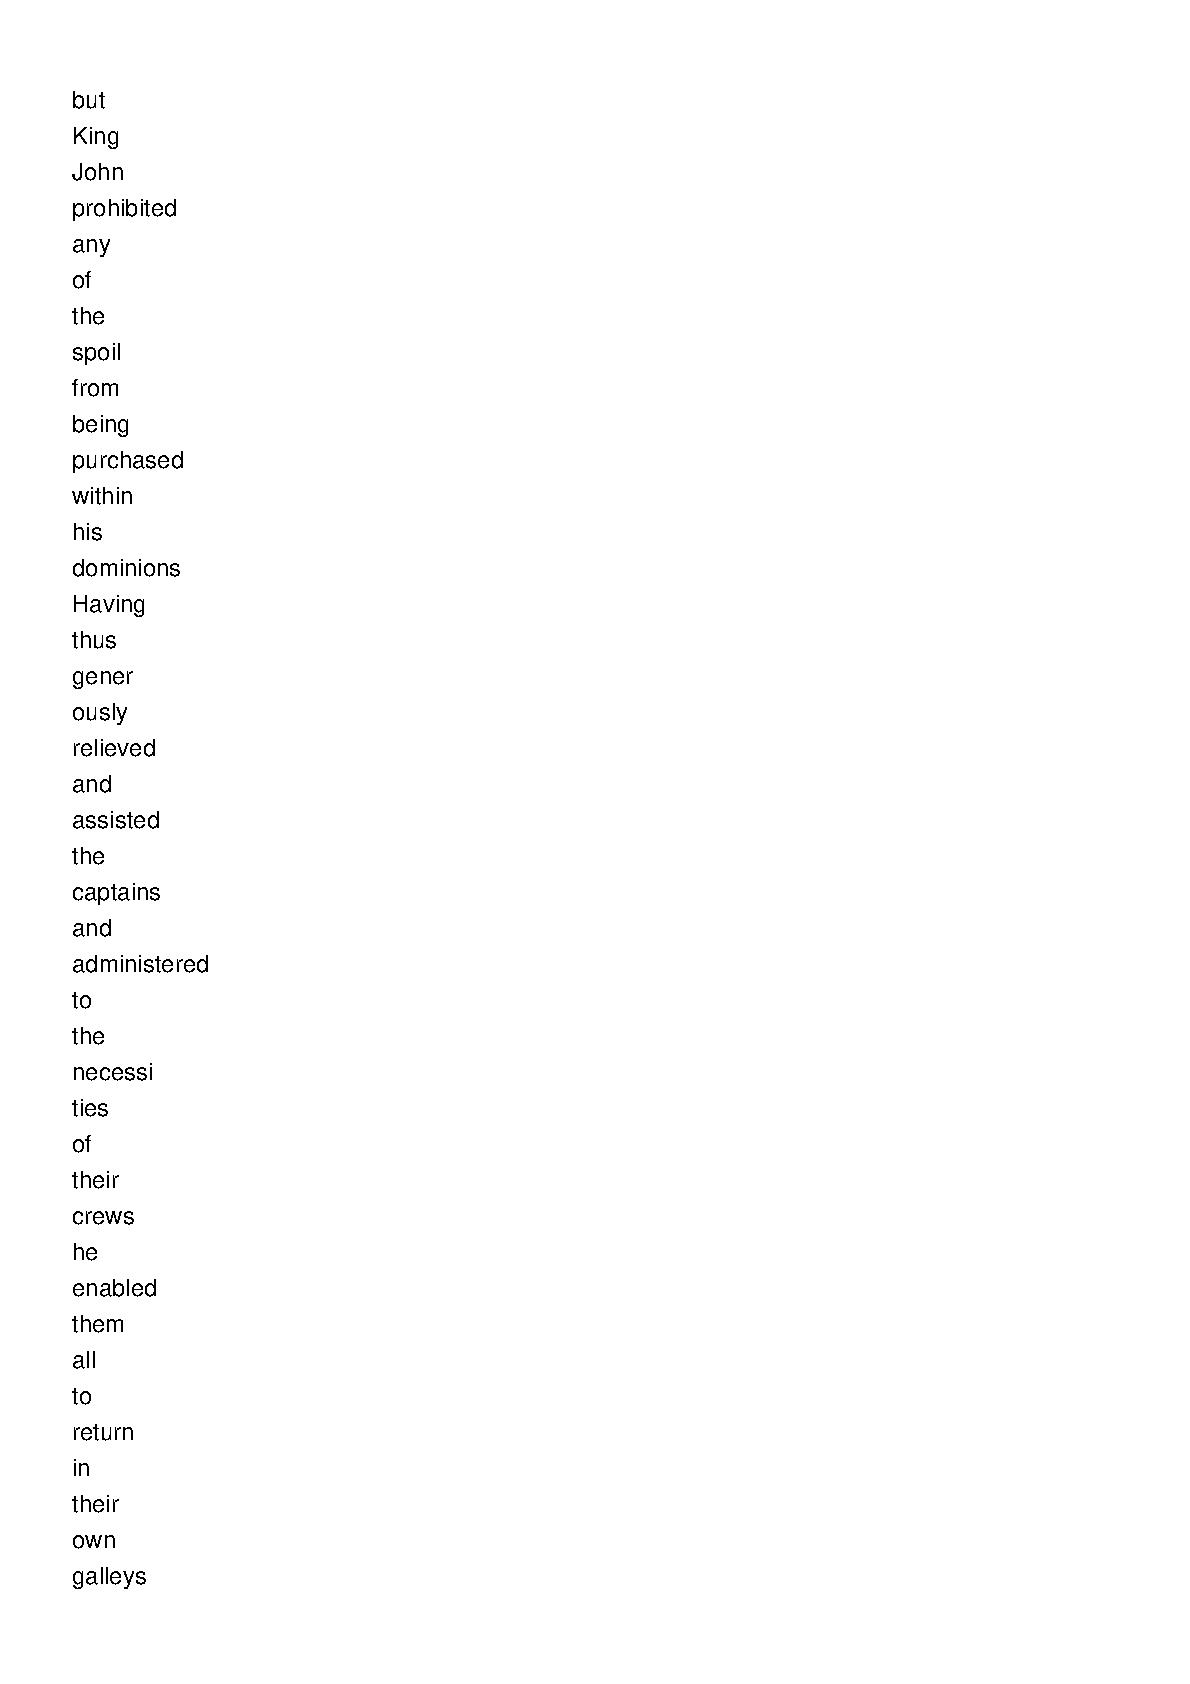 but
King
John
prohibited
any
of
the
spoil
from
being
purchased
within
his
dominions
Having
thus
gener
ously
relieved
and
assisted
the
captains
and
administered
to
the
necessi
ties
of
their
crews
he
enabled
them
all
to
return
in
their
own
galleys